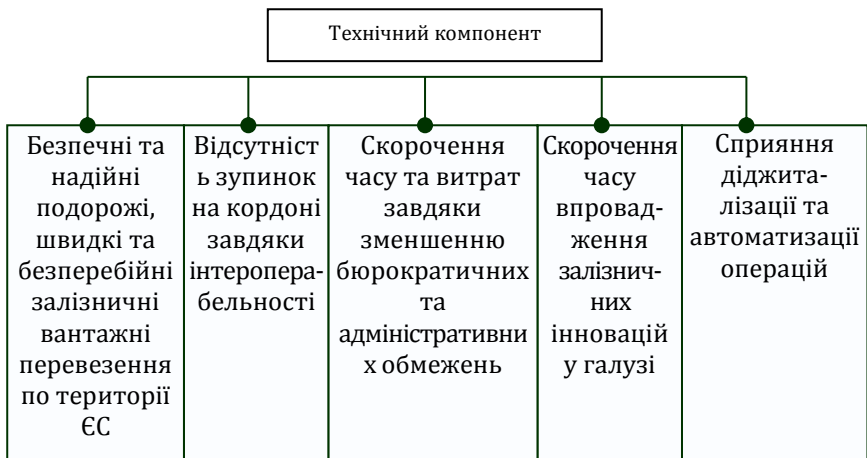 Технічний компонент
Безпечні та
надійні
подорожі,
швидкі та
безперебійні
залізничні
вантажні
перевезення
по території
ЄС
Відсутніст
ь зупинок
на кордоні
завдяки
інтеропера-
бельності
Скорочення
часу та витрат
завдяки
зменшенню
бюрократичних
та
адміністративни
х обмежень
Скорочення
часу
впровад-
ження
залізнич-
них
інновацій
у галузі
Сприяння
діджита-
лізації та
автоматизації
операцій